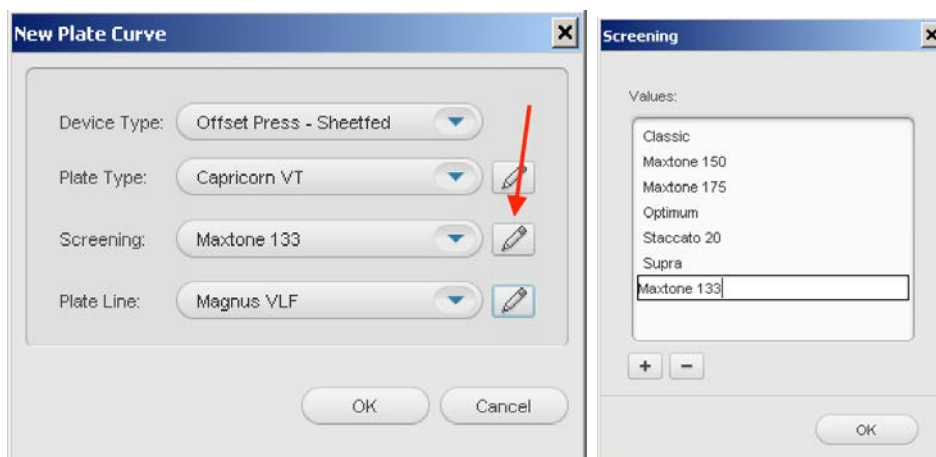 New Plate Curve
Device Type: Offset Press - Sheetfed
Plate Type: Capricorn VT
Screening: Maxtone 133
Plate Line: Magnus VLF
OK Cancel
Screening
Values:
Classic
Maxtone 150
Maxtone 175
Optimum
Staccato 20
Supra
Maxtone 133
OK